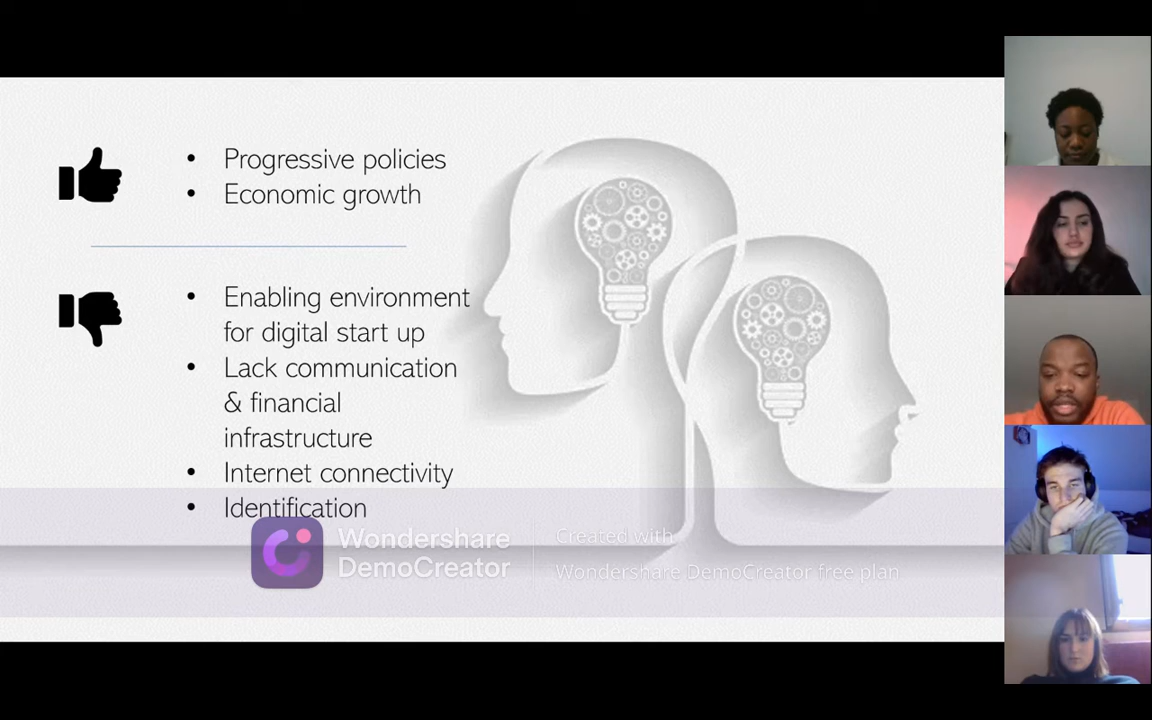 Progressive policies
Economic growth
Enabling environment
for digital start up
Lack communication
& financial
infrastructure
Internet connectivity
Identification
Wondershare
DemoCreator
Created with
Wondershare DemoCreator free plan